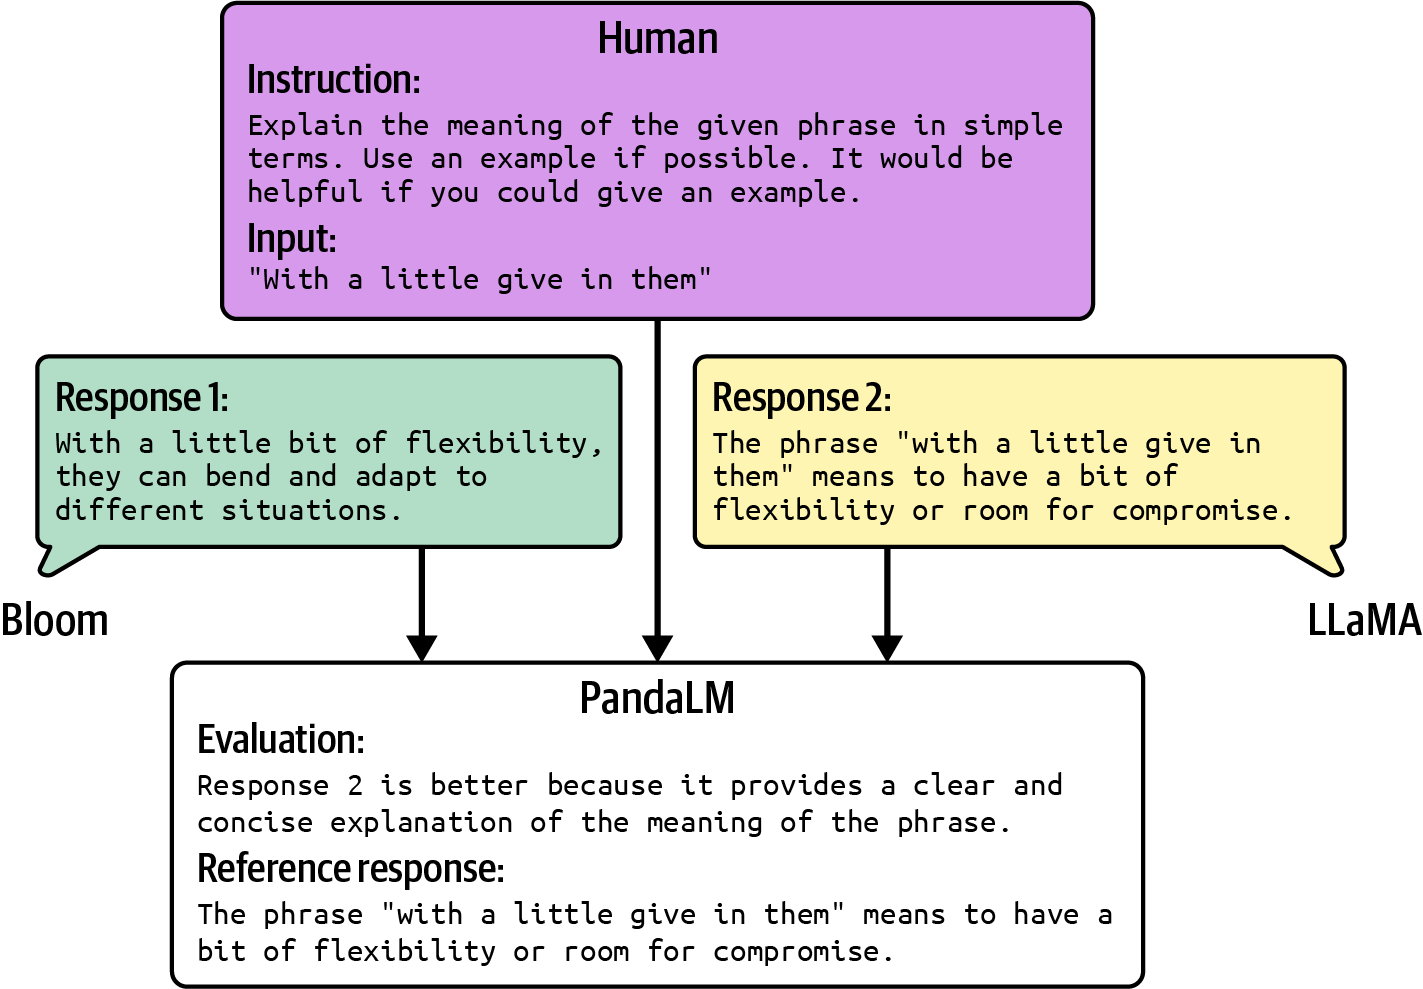 Human
Instruction:
Explain the meaning of the given phrase in simple
terms. Use an example if possible. It would be
helpful if you could give an example.
Input:
"With a little give in them"
Response 1:
With a little bit of flexibility,
they can bend and adapt to
different situations.
Bloom
Response 2:
The phrase "with a little give in
them" means to have a bit of
flexibility or room for compromise.
LLaMA
PandaLM
Evaluation:
Response 2 is better because it provides a clear and
concise explanation of the meaning of the phrase.
Reference response:
The phrase "with a little give in them" means to have a
bit of flexibility or room for compromise.